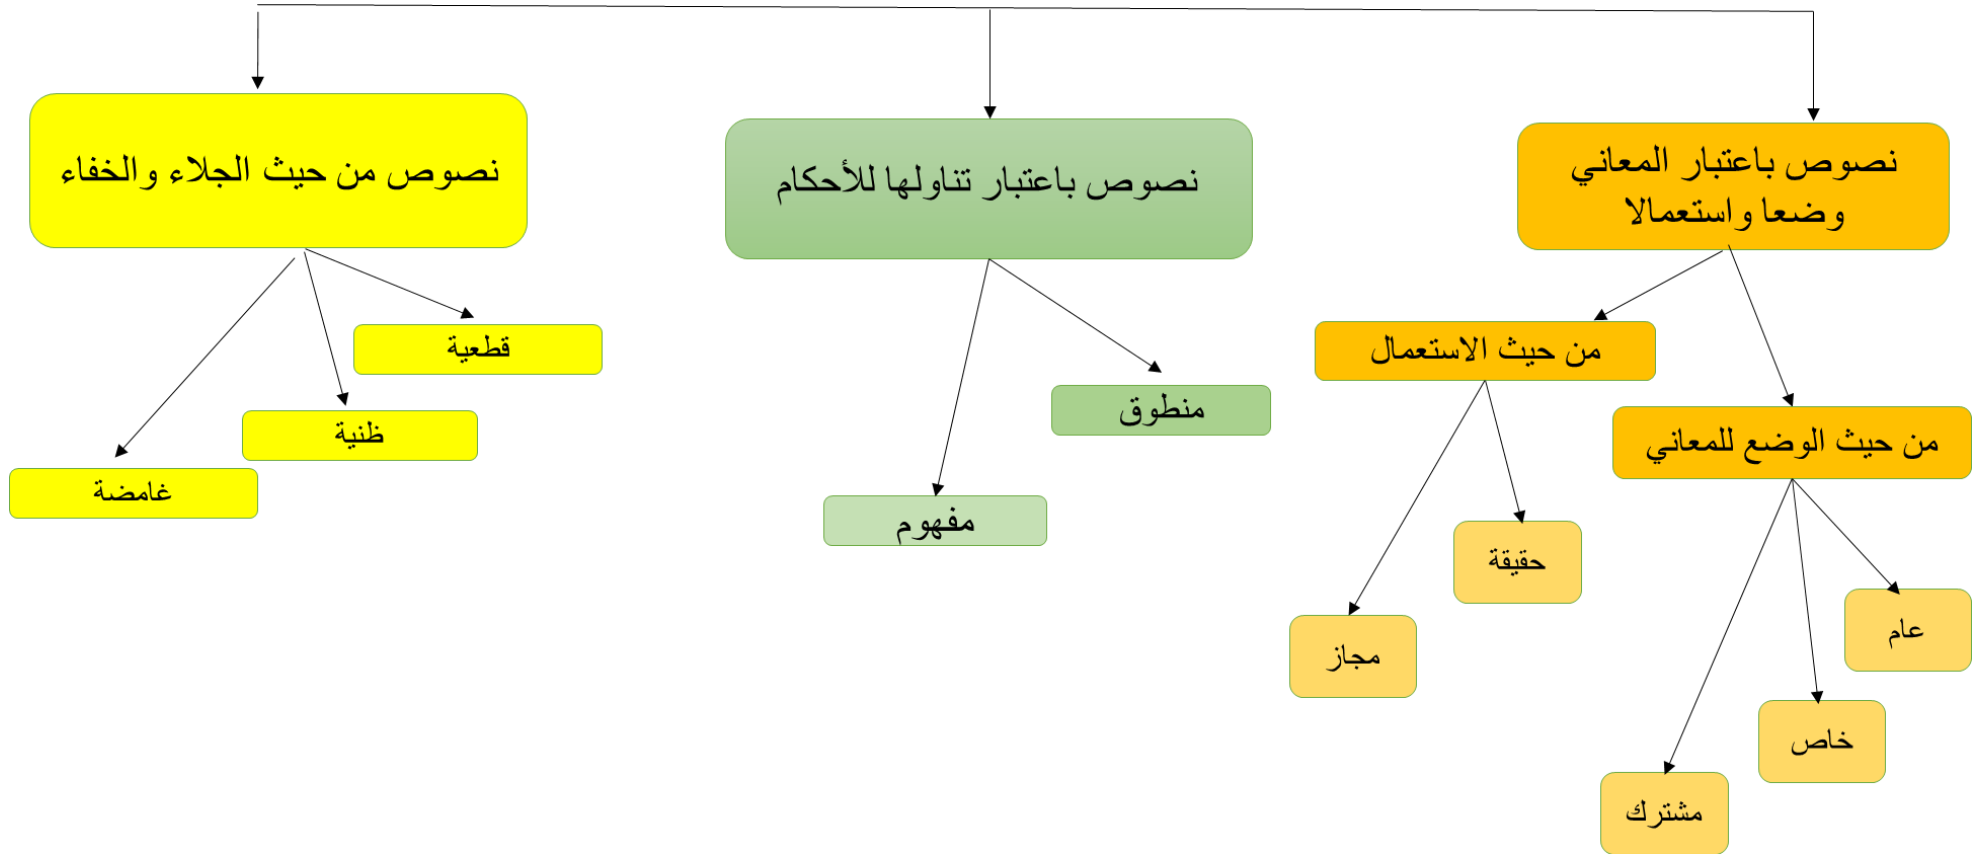 نصوص باعتبار المعاني
وضعا واستعمالا
نصوص باعتبار تناولها للأحكام
نصوص من حيث الجلاء والخفاء
من حيث الاستعمال
قطعية
منطوق
من حيث الوضع للمعاني
ظنية
غامضة
مفهوم
حقيقة
عام
مجاز
خاص
مشترك